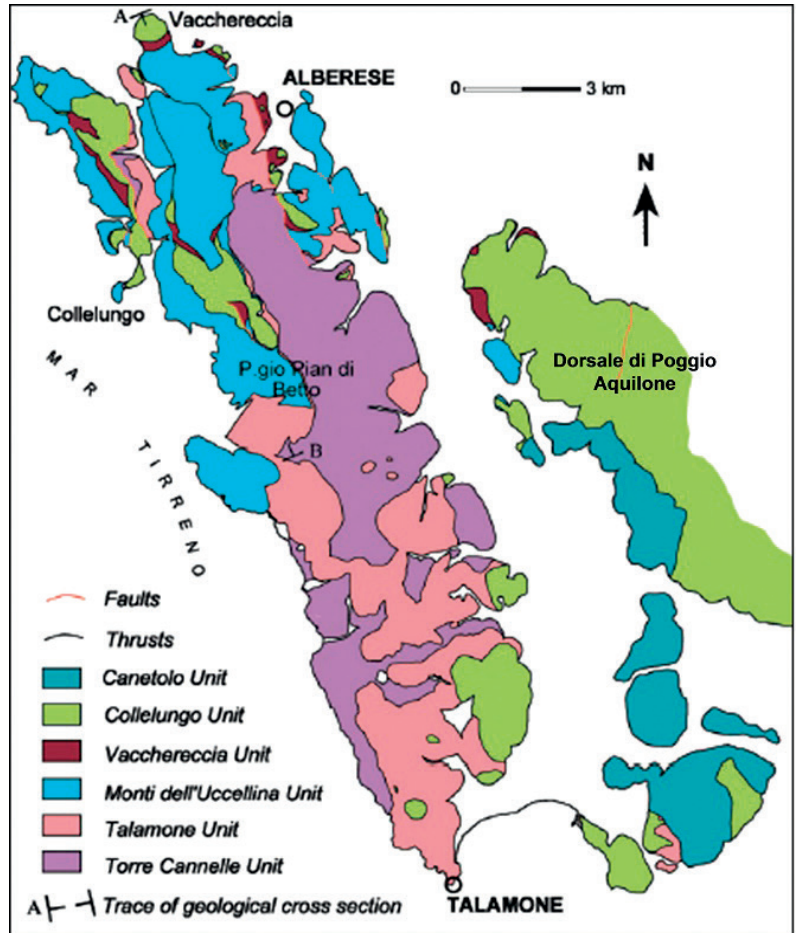 A
Vacchereccia
ALBERESE
0 3 km
N
Collelungo
MAR TIRRENO
P.gio Pian di
Betto
Dorsale di Poggio
Aquilone
B
Faults
Thrusts
Canetolo Unit
Collelungo Unit
Vacchereccia Unit
Monti dell'Uccellina Unit
Talamone Unit
Torre Cannelle Unit
A Trace of geological cross section
TALAMONE